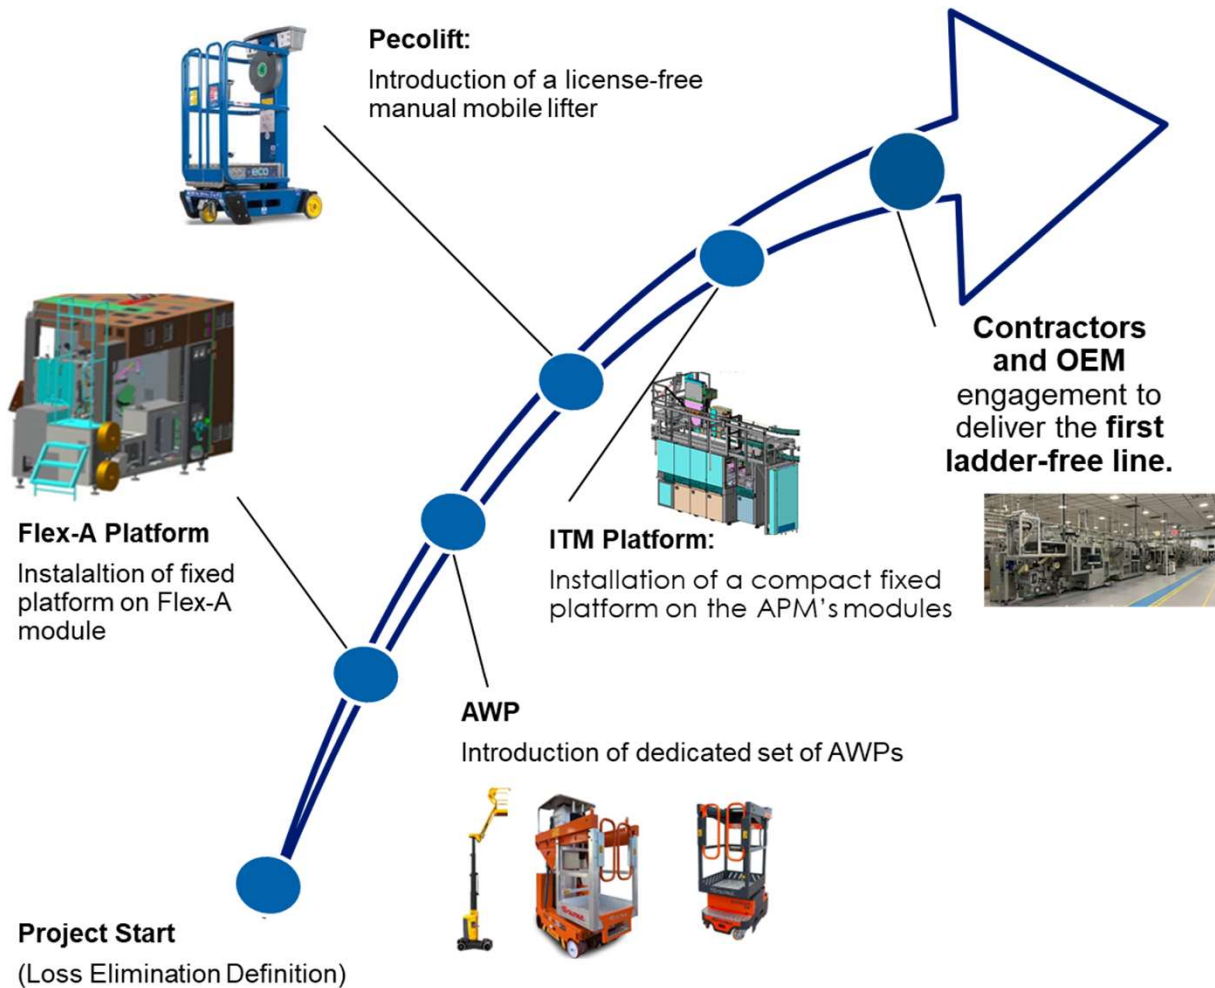 Pecolift:
Introduction of a license-free
manual mobile lifter
eco
Contractors
and OEM
engagement to
deliver the first
ladder-free line.
Flex-A Platform
Instalaltion of fixed
platform on Flex-A
module
ITM Platform:
Installation of a compact fixed
platform on the APM's modules
AWP
Introduction of dedicated set of AWPs
Project Start
(Loss Elimination Definition)